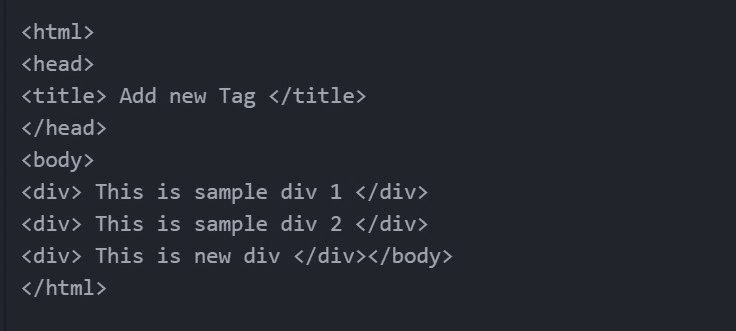 <html>
<head>
<title> Add new Tag </title>
</head>
<body>
<div> This is sample div 1 </div>
<div> This is sample div 2 </div>
<div> This is new div </div></body>
</html>